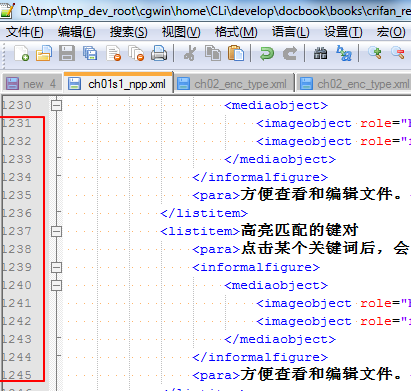 D:\tmp\tmp_dev_root\cgwin\home\CLi\develop\docbook\books\crifan_re
文件(F) 编辑(E) 搜索(S) 视图(V) 格式(M) 语言(L) 设置(T) 宏(O)
new 4 ch01s1_npp.xml ch02_enc_type.xml ch02_enc_type.xml
1230 <mediaobject>
1231 <imageobject role="h
1232 <imageobject role="f
1233 </mediaobject>
1234 </informalfigure>
1235 <para>方便查看和编辑文件。
1236 </listitem>
1237 <listitem>高亮匹配的键对
1238 <para>点击某个关键词后，会
1239 <informalfigure>
1240 <mediaobject>
1241 <imageobject role="h
1242 <imageobject role="f
1243 </mediaobject>
1244 </informalfigure>
1245 <para>方便查看和编辑文件。